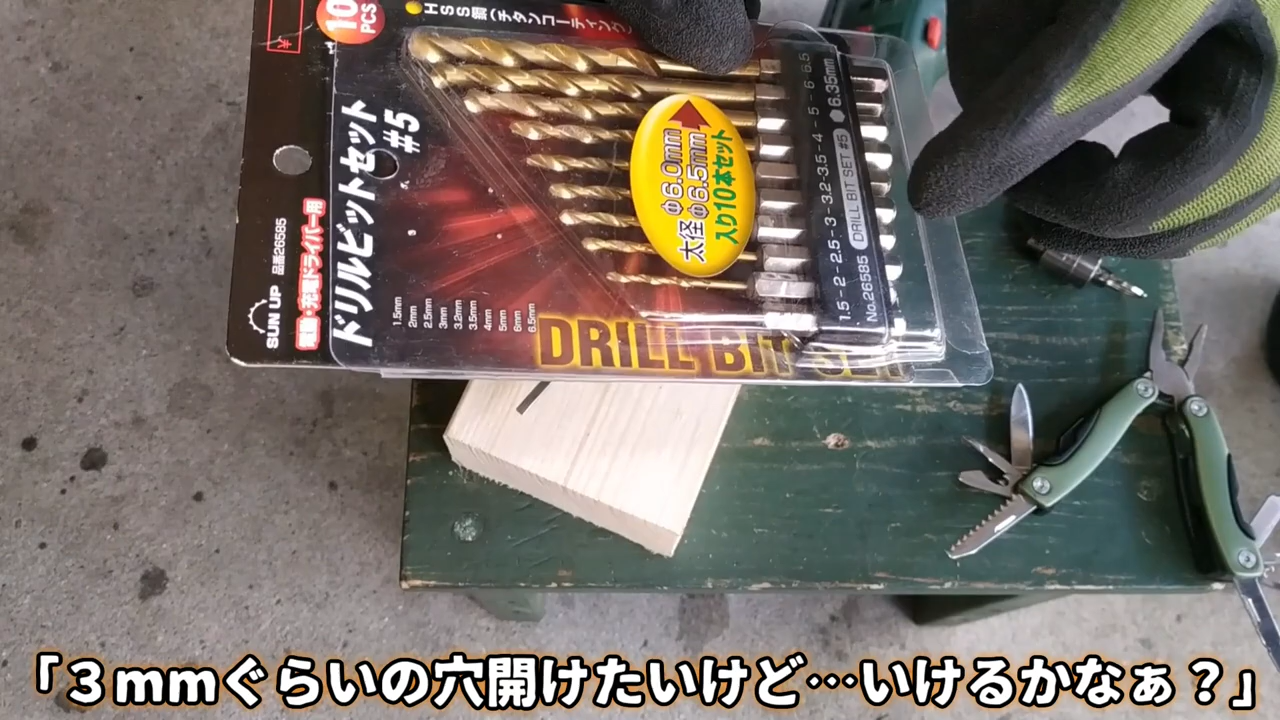 10
PCS
HSS鋼(チタンコーティング
ドリルビットセット
#5
電動・充電ドライバー用
SUN UP 品番26585
太径 Φ6.0mm
Φ6.5mm
入り10本セット
1.5mm
2mm
2.5mm
3mm
3.2mm
3.5mm
4mm
5mm
6mm
6.5mm
1.5-2-2.5-3-3.2-3.5-4-5-6-6.5
No.26585 DRILL BIT SET #5 6.35mm
DRILL BIT SET
「３mmぐらいの穴開けたいけど…いけるかなぁ？」